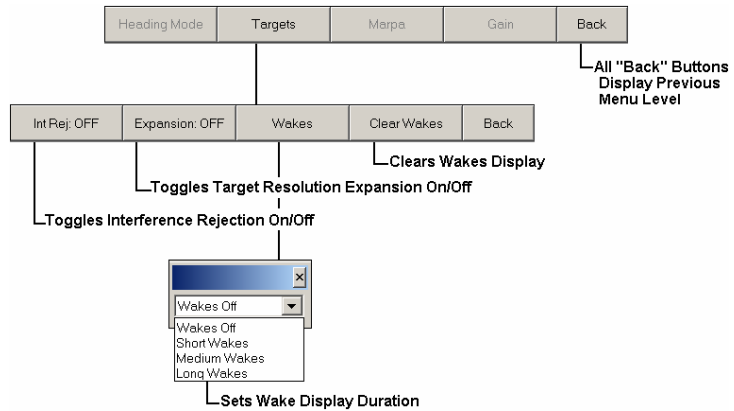 Heading Mode Targets Marpa Gain Back
All "Back" Buttons
Display Previous
Menu Level
Int Rej: OFF Expansion: OFF Wakes Clear Wakes Back
Clears Wakes Display
Toggles Target Resolution Expansion On/Off
Toggles Interference Rejection On/Off
Wakes Off
Wakes Off
Short Wakes
Medium Wakes
Long Wakes
Sets Wake Display Duration